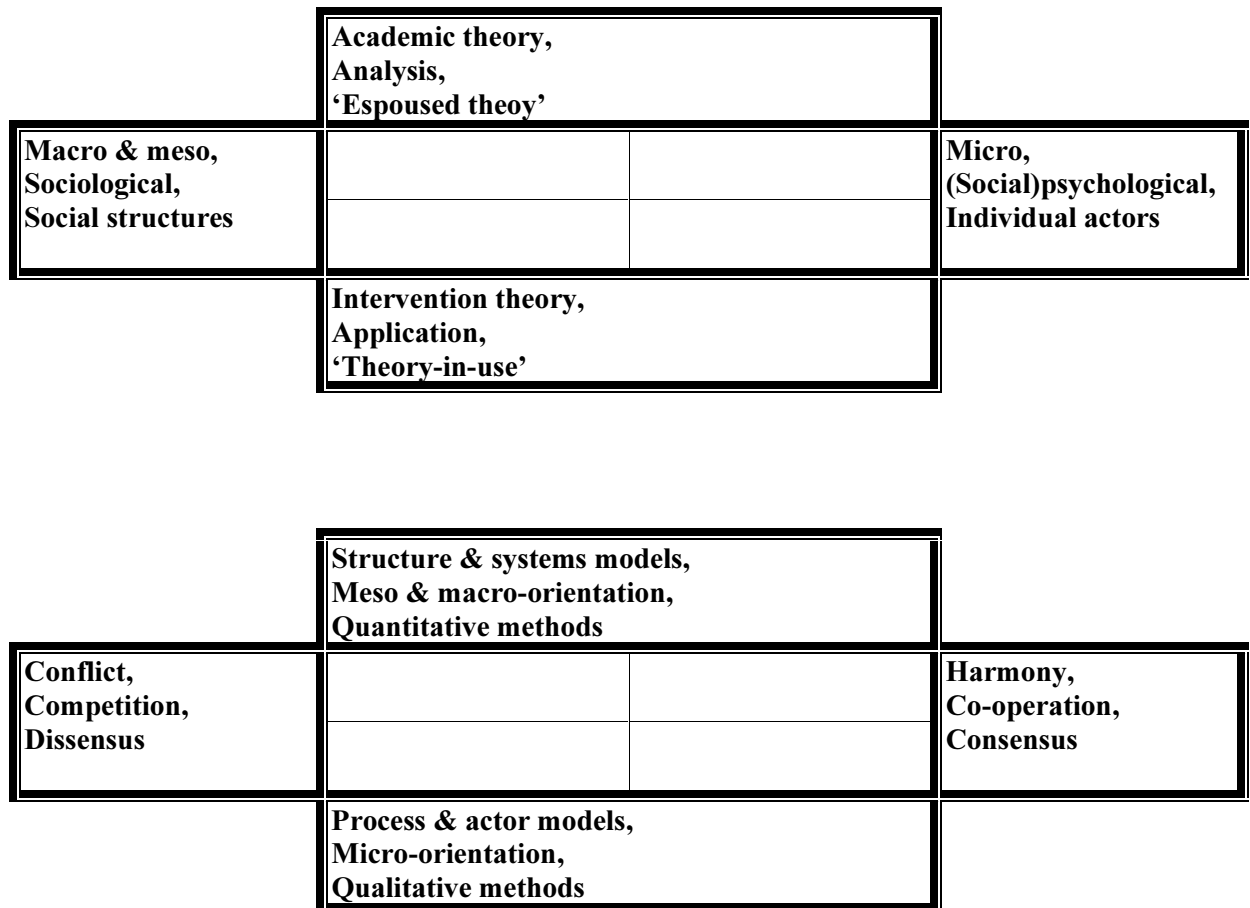 Academic theory,
Analysis,
‘Espoused theoy’
Macro & meso,
Sociological,
Social structures
Micro,
(Social)psychological,
Individual actors
Intervention theory,
Application,
‘Theory-in-use’
Structure & systems models,
Meso & macro-orientation,
Quantitative methods
Conflict,
Competition,
Dissensus
Harmony,
Co-operation,
Consensus
Process & actor models,
Micro-orientation,
Qualitative methods